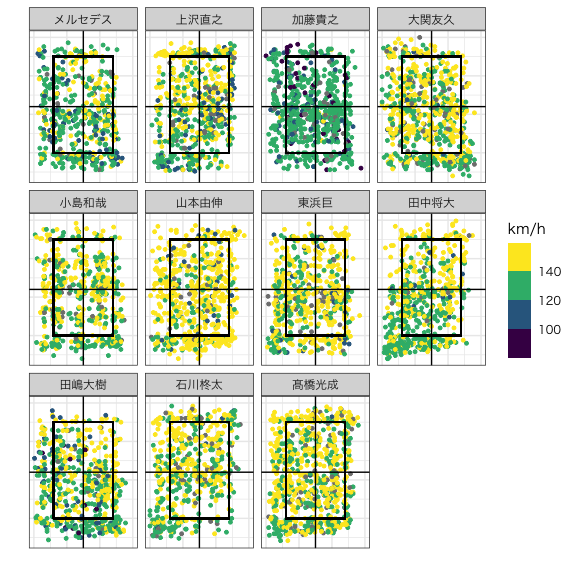 メルセデス
上沢直之
加藤貴之
大関友久
小島和哉
山本由伸
東浜巨
田中将大
田嶋大樹
石川柊太
髙橋光成
km/h
140
120
100